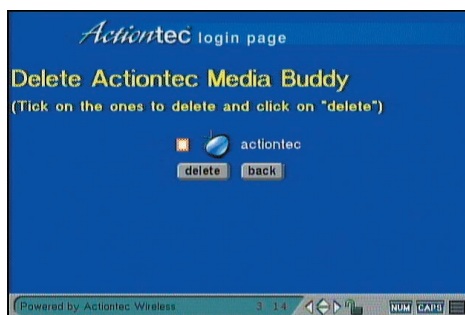 Actiontec login page
Delete Actiontec Media Buddy
(Tick on the ones to delete and click on "delete")
actiontec
delete back
Powered by Actiontec Wireless 3 14 NUM CAPS